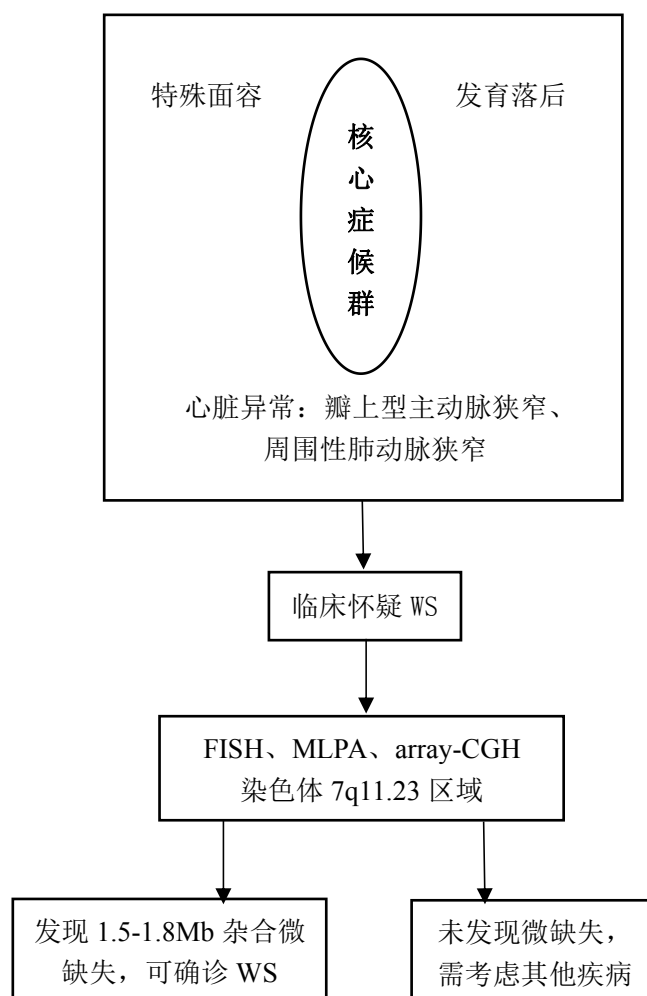 特殊面容
发育落后
核心症候群
心脏异常：瓣上型主动脉狭窄、
周围性肺动脉狭窄
临床怀疑 WS
FISH、MLPA、array-CGH
染色体 7q11.23 区域
发现 1.5-1.8Mb 杂合微
缺失，可确诊 WS
未发现微缺失，
需考虑其他疾病